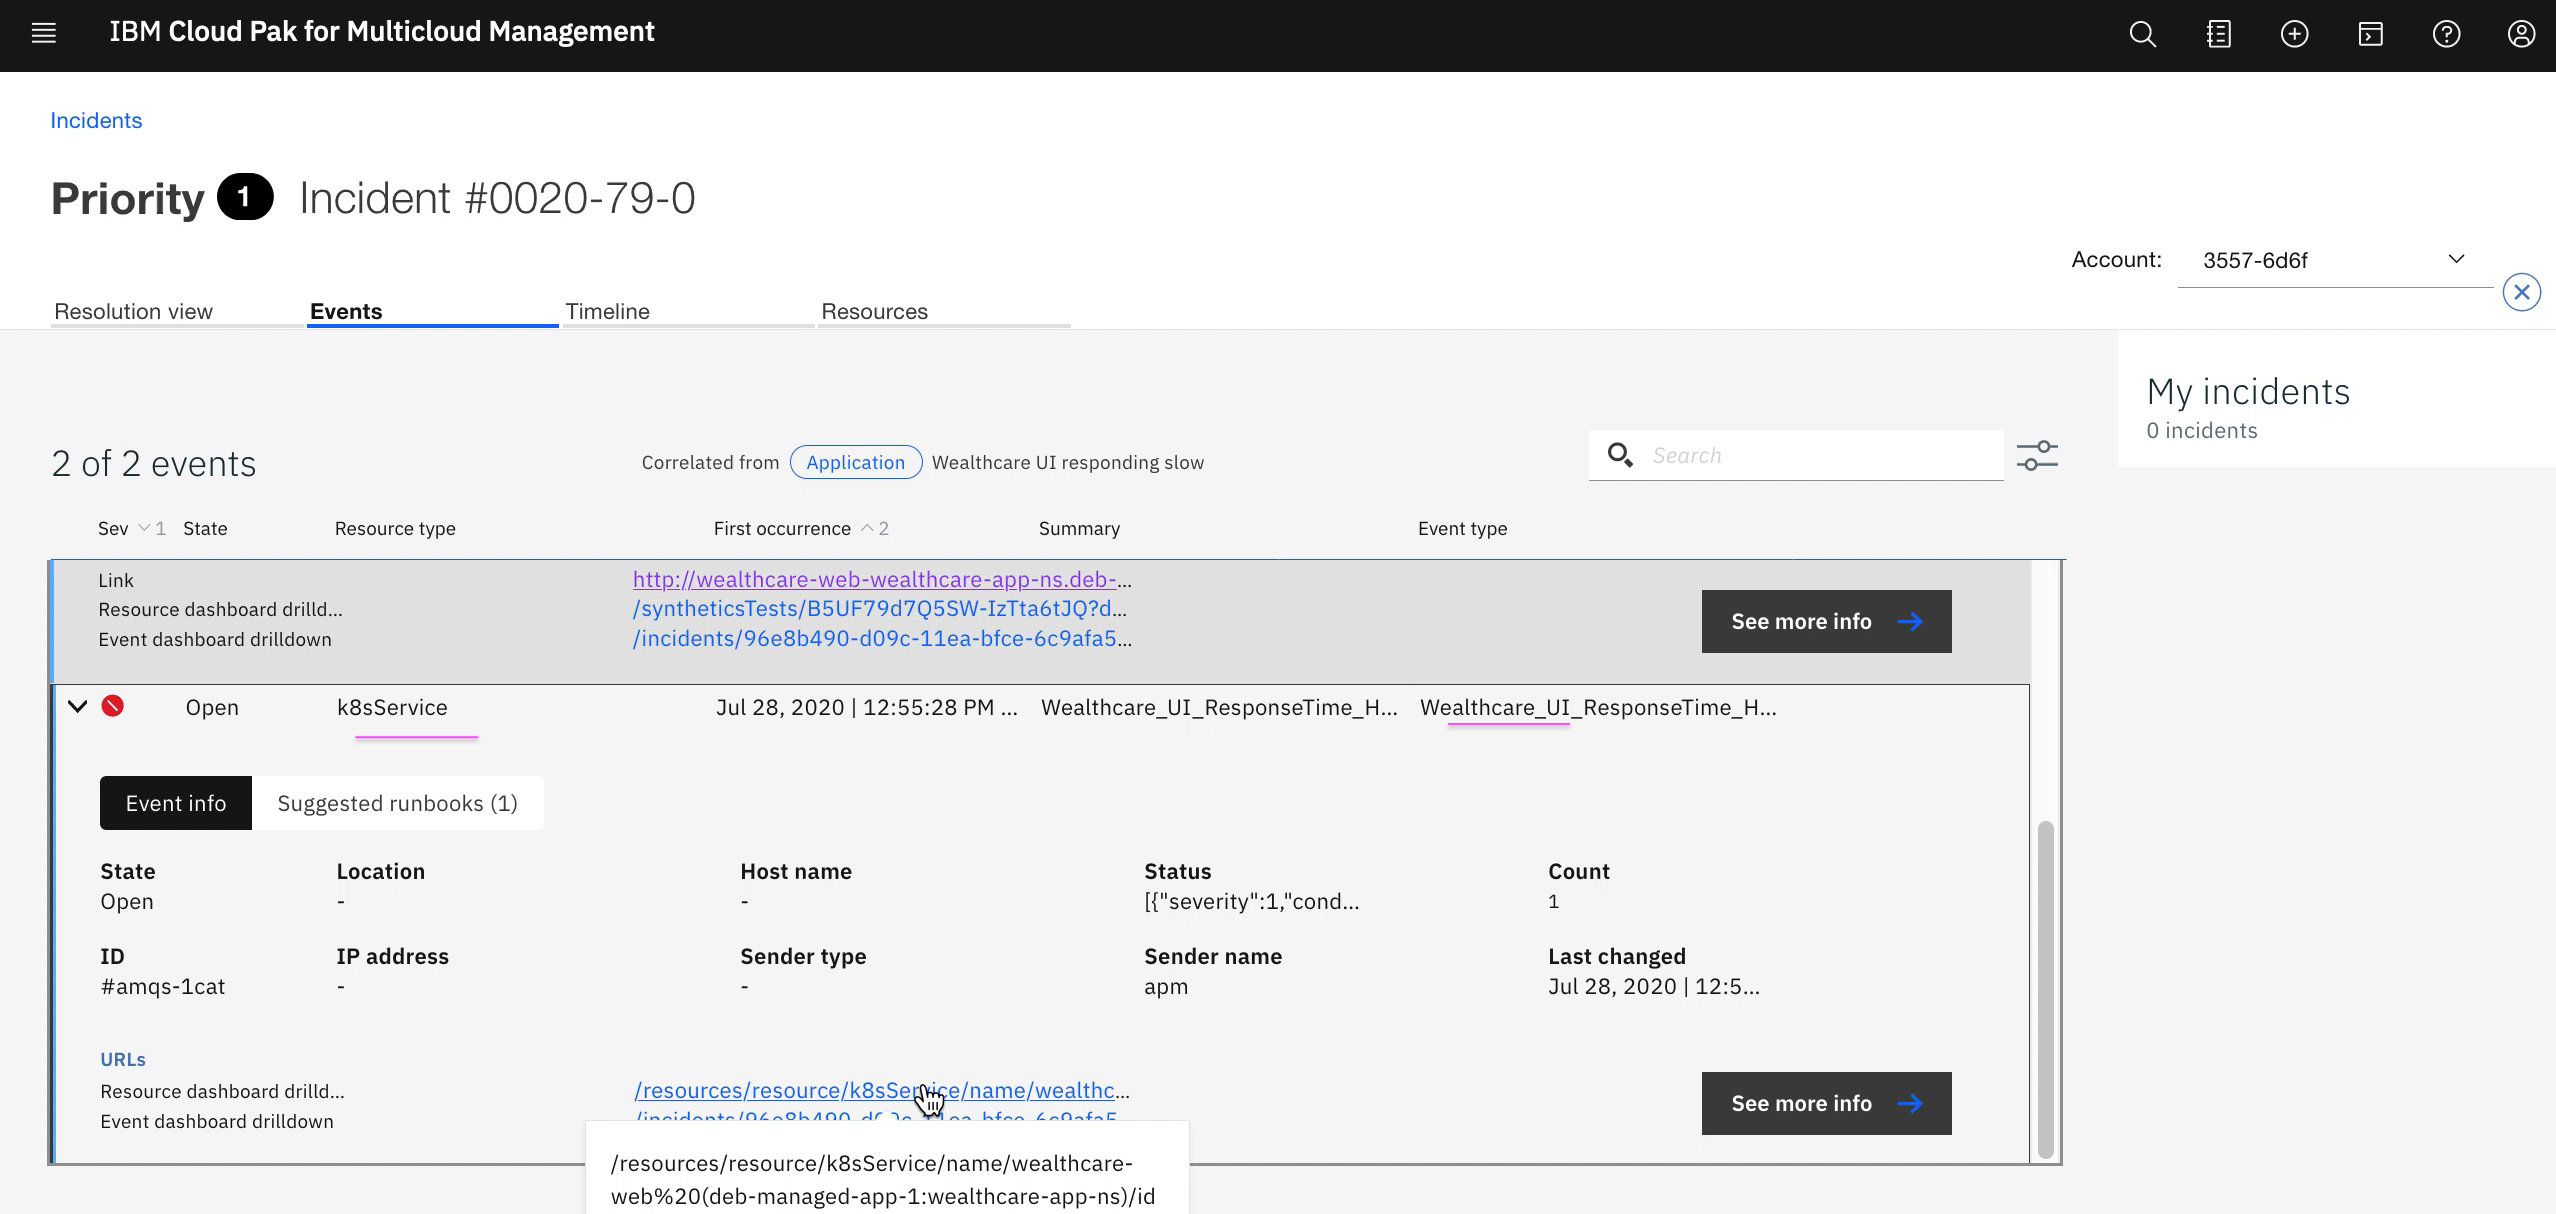 IBM Cloud Pak for Multicloud Management
Incidents
Priority 1 Incident #0020-79-0
Account: 3557-6d6f
Resolution view Events Timeline Resources
My incidents
0 incidents
2 of 2 events Correlated from Application Wealthcare UI responding slow Search
Sev 1 State Resource type First occurrence 2 Summary Event type
Link http://wealthcare-web-wealthcare-app-ns.deb-...
Resource dashboard drilld... /syntheticsTests/B5UF79d7Q5SW-IzTta6tJQ?d...
Event dashboard drilldown /incidents/96e8b490-d09c-11ea-bfce-6c9afa5...
See more info
Open k8sService Jul 28, 2020 | 12:55:28 PM ... Wealthcare_UI_ResponseTime_H... Wealthcare_UI_ResponseTime_H...
Event info Suggested runbooks (1)
State Location Host name Status Count
Open - - [{"severity":1,"cond... 1
ID IP address Sender type Sender name Last changed
#amqs-1cat - - apm Jul 28, 2020 | 12:5...
URLs
Resource dashboard drilld... /resources/resource/k8sService/name/wealthc...
Event dashboard drilldown /incidents/96e8b490-d09c-11ea-bfce-6c9afa5...
See more info
/resources/resource/k8sService/name/wealthcare-
web%20(deb-managed-app-1:wealthcare-app-ns)/id